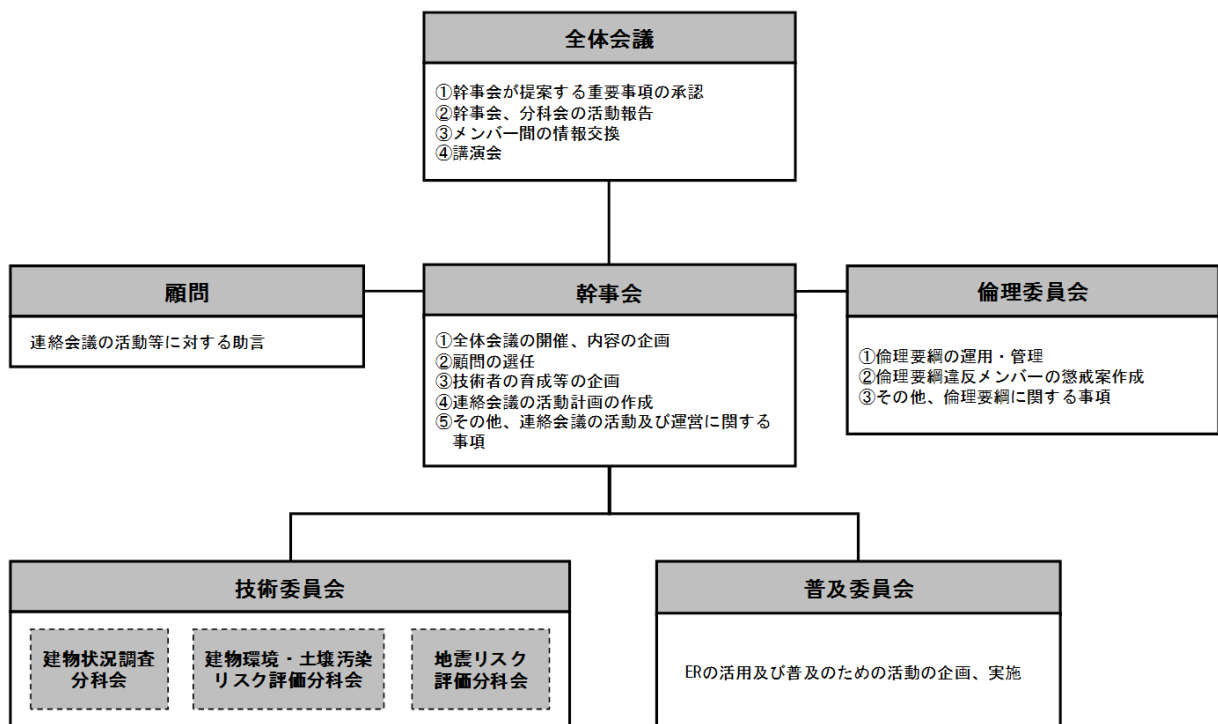 全体会議
①幹事会が提案する重要事項の承認
②幹事会、分科会の活動報告
③メンバー間の情報交換
④講演会
顧問
連絡会議の活動等に対する助言
幹事会
①全体会議の開催、内容の企画
②顧問の選任
③技術者の育成等の企画
④連絡会議の活動計画の作成
⑤その他、連絡会議の活動及び運営に関する
事項
倫理委員会
①倫理要綱の運用・管理
②倫理要綱違反メンバーの懲戒案作成
③その他、倫理要綱に関する事項
技術委員会
建物状況調査
分科会
建物環境・土壌汚染
リスク評価分科会
地震リスク
評価分科会
普及委員会
ERの活用及び普及のための活動の企画、実施